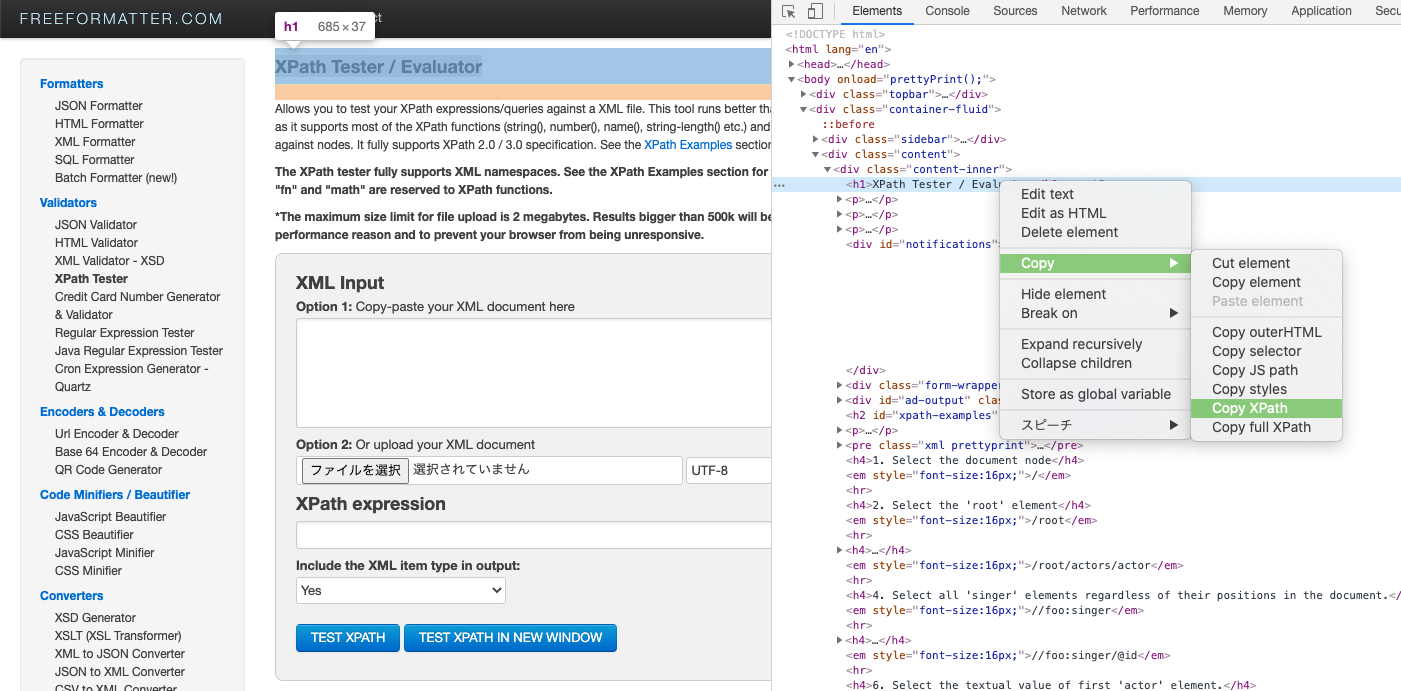 FREEFORMATTER.COM
h1 685×37
XPath Tester / Evaluator
Allows you to test your XPath expressions/queries against a XML file. This tool runs better
as it supports most of the XPath functions (string(), number(), name(), string-length() etc.) and
against nodes. It fully supports XPath 2.0 / 3.0 specification. See the XPath Examples section
The XPath tester fully supports XML namespaces. See the XPath Examples section for
"fn" and "math" are reserved to XPath functions.
*The maximum size limit for file upload is 2 megabytes. Results bigger than 500k will be
performance reason and to prevent your browser from being unresponsive.
XML Input
Option 1: Copy-paste your XML document here
Option 2: Or upload your XML document
ファイルを選択 選択されていません UTF-8
XPath expression
Include the XML item type in output:
Yes
TEST XPATH TEST XPATH IN NEW WINDOW
Formatters
JSON Formatter
HTML Formatter
XML Formatter
SQL Formatter
Batch Formatter (new!)
Validators
JSON Validator
HTML Validator
XML Validator - XSD
XPath Tester
Credit Card Number Generator
& Validator
Regular Expression Tester
Java Regular Expression Tester
Cron Expression Generator -
Quartz
Encoders & Decoders
Url Encoder & Decoder
Base 64 Encoder & Decoder
QR Code Generator
Code Minifiers / Beautifier
JavaScript Beautifier
CSS Beautifier
JavaScript Minifier
CSS Minifier
Converters
XSD Generator
XSLT (XSL Transformer)
XML to JSON Converter
JSON to XML Converter
CSV to XML Converter
Elements Console Sources Network Performance Memory Application
<!DOCTYPE html>
<html lang="en">
<head>…</head>
<body onload="prettyPrint();">
<div class="topbar">…</div>
<div class="container-fluid">
::before
<div class="sidebar">…</div>
<div class="content">
<div class="content-inner">
<h1>XPath Tester /
<p>…</p>
<p>…</p>
<p>…</p>
<div id="notifications"
</div>
<div class="form-wrapper
<div id="ad-output"
<h2 id="xpath-examples"
<p>…</p>
<pre class="xml prettyprint">…</pre>
<h4>1. Select the document node</h4>
<em style="font-size:16px;">/</em>
<hr>
<h4>2. Select the 'root' element</h4>
<em style="font-size:16px;">/root</em>
<hr>
<h4>…</h4>
<em style="font-size:16px;">/root/actors/actor</em>
<hr>
<h4>4. Select all 'singer' elements regardless of their positions in the document.</
<em style="font-size:16px;">//foo:singer</em>
<hr>
<h4>…</h4>
<em style="font-size:16px;">//foo:singer/@id</em>
<hr>
<h4>6. Select the textual value of first 'actor' element.</h4>
Edit text
Edit as HTML
Delete element
Copy
Hide element
Break on
Expand recursively
Collapse children
Store as global variable
スピーチ
Cut element
Copy element
Paste element
Copy outerHTML
Copy selector
Copy JS path
Copy styles
Copy XPath
Copy full XPath